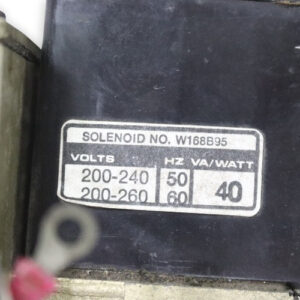 SOLENOID NO. W168B95
VOLTS HZ VA/WATT
200-240 50
200-260 60 40